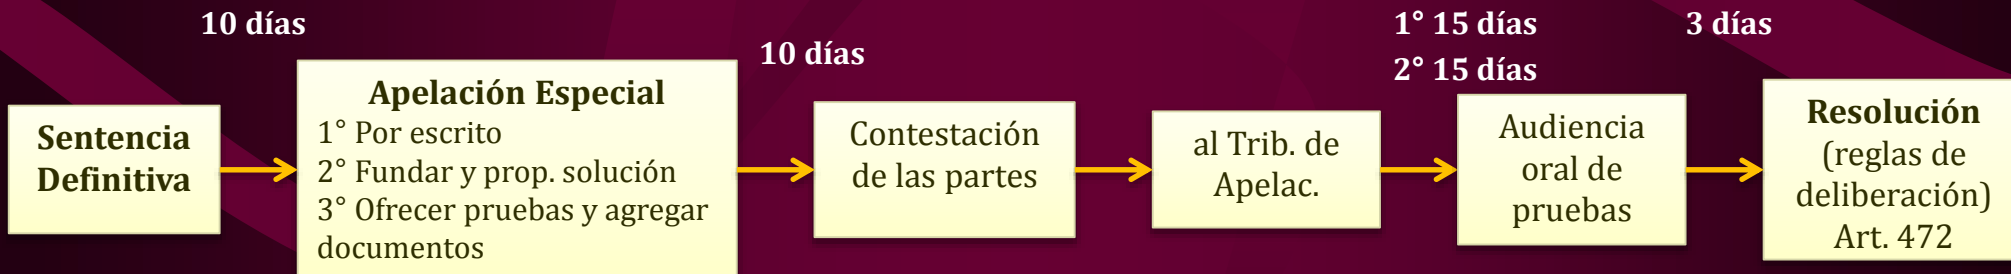 10 días
Sentencia
Definitiva
Apelación Especial
1° Por escrito
2° Fundar y prop. solución
3° Ofrecer pruebas y agregar
documentos
10 días
Contestación
de las partes
al Trib. de
Apelac.
1° 15 días
2° 15 días
Audiencia
oral de
pruebas
3 días
Resolución
(reglas de
deliberación)
Art. 472